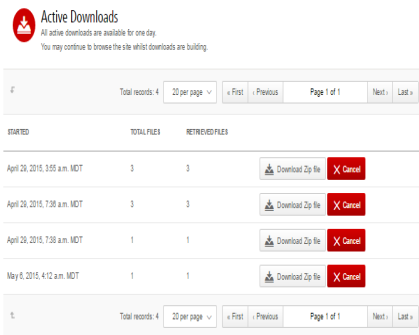 Active Downloads
All active downloads are available for one day.
You may continue to browse the site whilst downloads are building.
Total records: 4 20 per page « First ‹ Previous Page 1 of 1 Next › Last »
STARTED TOTAL FILES RETRIEVED FILES
April 29, 2015, 3:55 a.m. MDT 3 3 Download Zip file X Cancel
April 29, 2015, 7:36 a.m. MDT 3 3 Download Zip file X Cancel
April 29, 2015, 7:38 a.m. MDT 1 1 Download Zip file X Cancel
May 6, 2015, 4:12 a.m. MDT 1 1 Download Zip file X Cancel
Total records: 4 20 per page « First ‹ Previous Page 1 of 1 Next › Last »